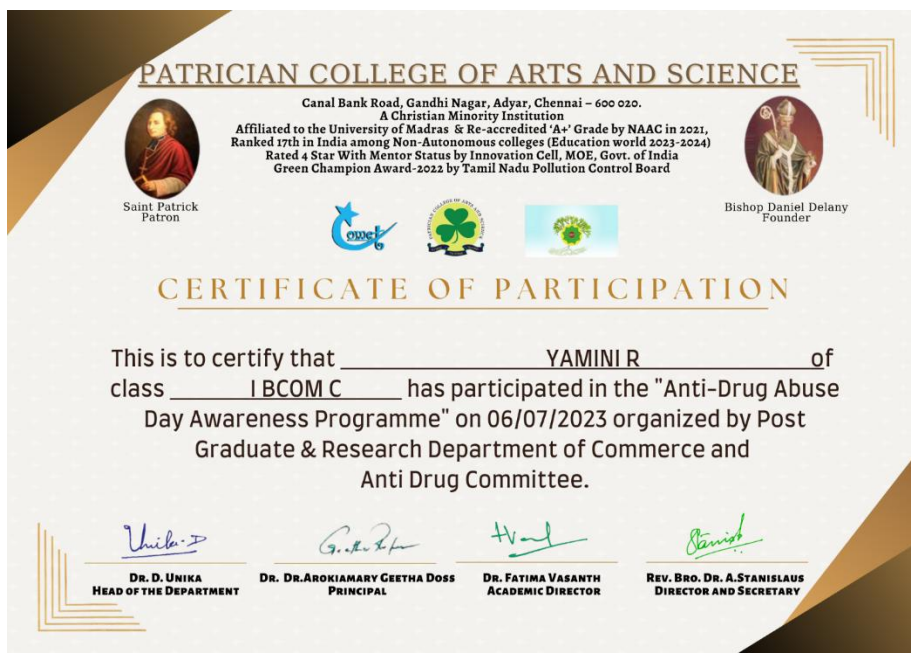 PATRICIAN COLLEGE OF ARTS AND SCIENCE
Canal Bank Road, Gandhi Nagar, Adyar, Chennai – 600 020.
A Christian Minority Institution
Affiliated to the University of Madras & Re-accredited ‘A+’ Grade by NAAC in 2021,
Ranked 17th in India among Non-Autonomous colleges (Education world 2023-2024)
Rated 4 Star With Mentor Status by Innovation Cell, MOE, Govt. of India
Green Champion Award-2022 by Tamil Nadu Pollution Control Board
Saint Patrick
Patron
Bishop Daniel Delany
Founder
PATRICIAN COLLEGE OF ARTS AND SCIENCE
CERTIFICATE OF PARTICIPATION
This is to certify that YAMINI R of
class I BCOM C has participated in the "Anti-Drug Abuse
Day Awareness Programme" on 06/07/2023 organized by Post
Graduate & Research Department of Commerce and
Anti Drug Committee.
Unika-D
DR. D. UNIKA
HEAD OF THE DEPARTMENT
DR. DR.AROKIAMARY GEETHA DOSS
PRINCIPAL
DR. FATIMA VASANTH
ACADEMIC DIRECTOR
REV. BRO. DR. A.STANISLAUS
DIRECTOR AND SECRETARY